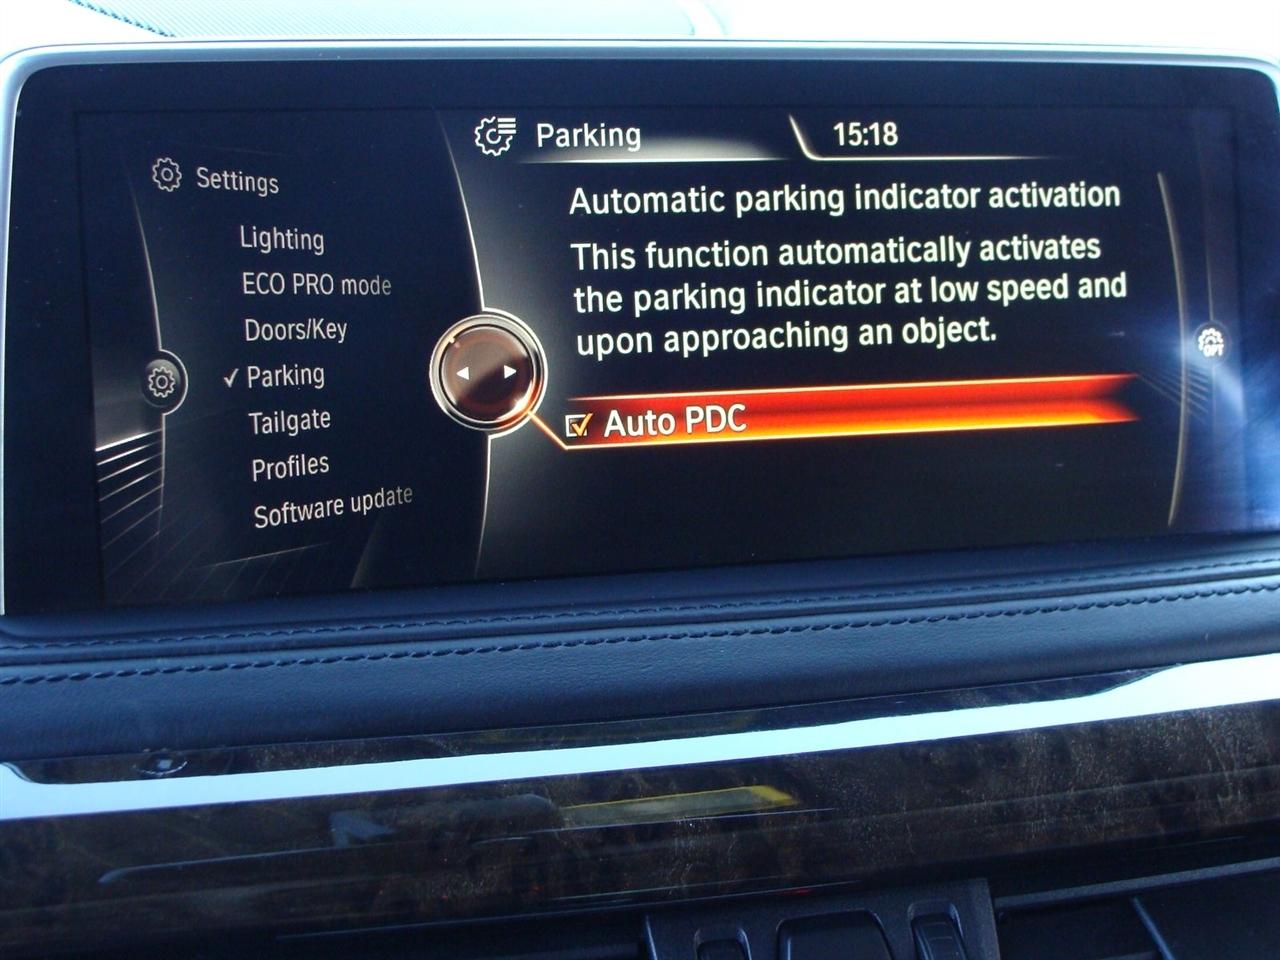 Parking
15:18
Settings
Lighting
ECO PRO mode
Doors/Key
✓ Parking
Tailgate
Profiles
Software update
Automatic parking indicator activation
This function automatically activates
the parking indicator at low speed and
upon approaching an object.
Auto PDC
OPT